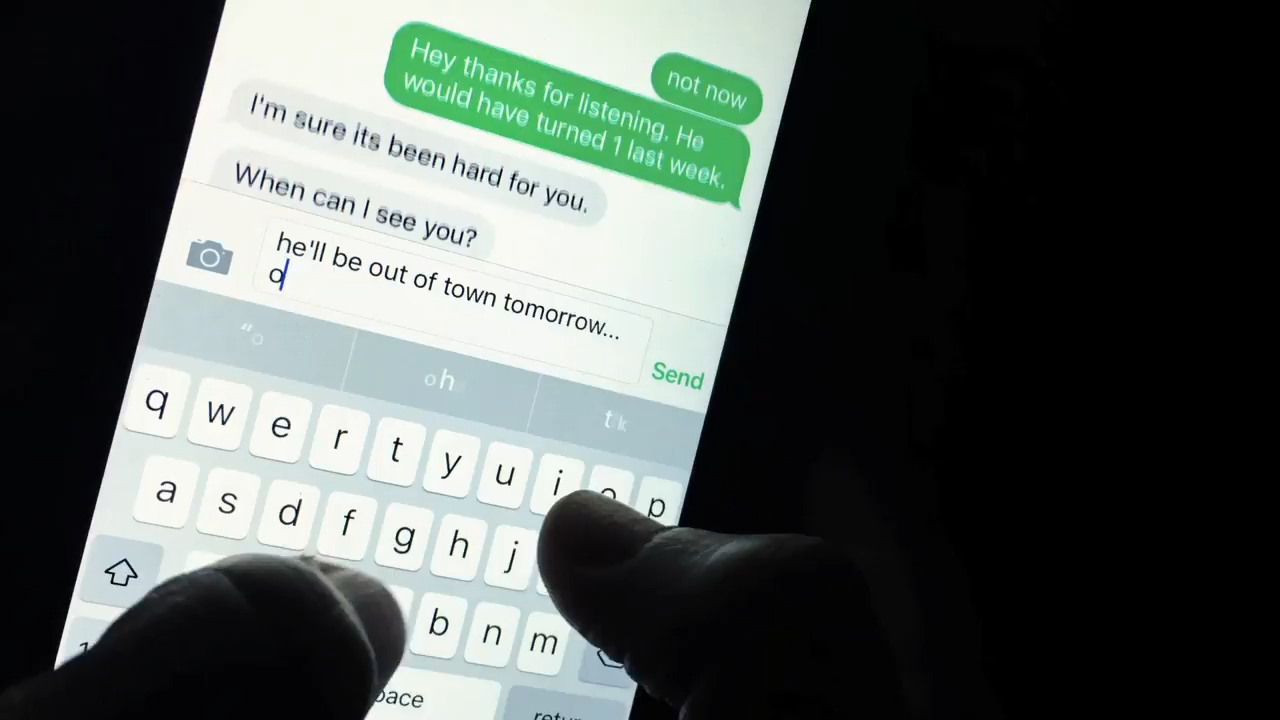 not now
Hey thanks for listening. He
would have turned 1 last week.
I'm sure its been hard for you.
When can I see you?
he'll be out of town tomorrow...
o
Send
"o
oh
q w e r t y u i o p
a s d f g h j
b n m